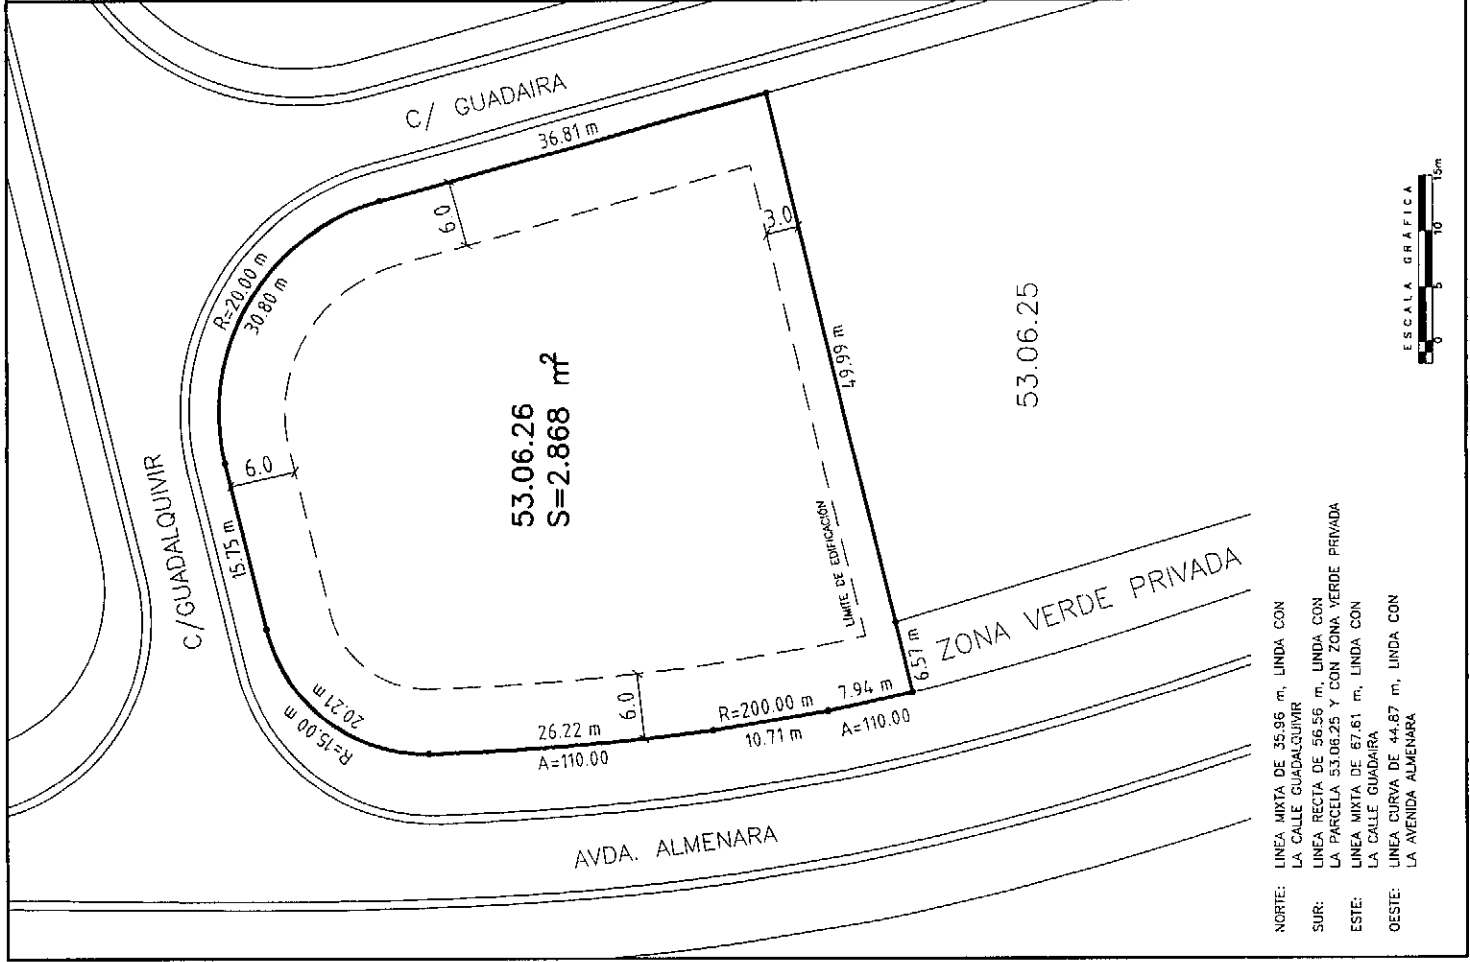 C/ GUADAIRA
36.81 m
6.0
R=20.00 m
30.80 m
3.0
6.0
C/GUADALQUIVIR
15.75 m
53.06.26
S=2.868 m²
49.99 m
53.06.25
LIMITE DE EDIFICACIÓN
R=15.00 m
20.21 m
26.22 m
A=110.00
6.0
R=200.00 m
10.71 m
7.94 m
A=110.00
6.57 m
ZONA VERDE PRIVADA
AVDA. ALMENARA
ESCALA GRAFICA
0 5 10 15m
NORTE: LINEA MIXTA DE 35.96 m, LINDA CON
LA CALLE GUADALQUIVIR
SUR: LINEA RECTA DE 56.56 m, LINDA CON
LA PARCELA 53.06.25 Y CON ZONA VERDE PRIVADA
ESTE: LINEA MIXTA DE 67.61 m, LINDA CON
LA CALLE GUADAIRA
OESTE: LINEA CURVA DE 44.87 m, LINDA CON
LA AVENIDA ALMENARA